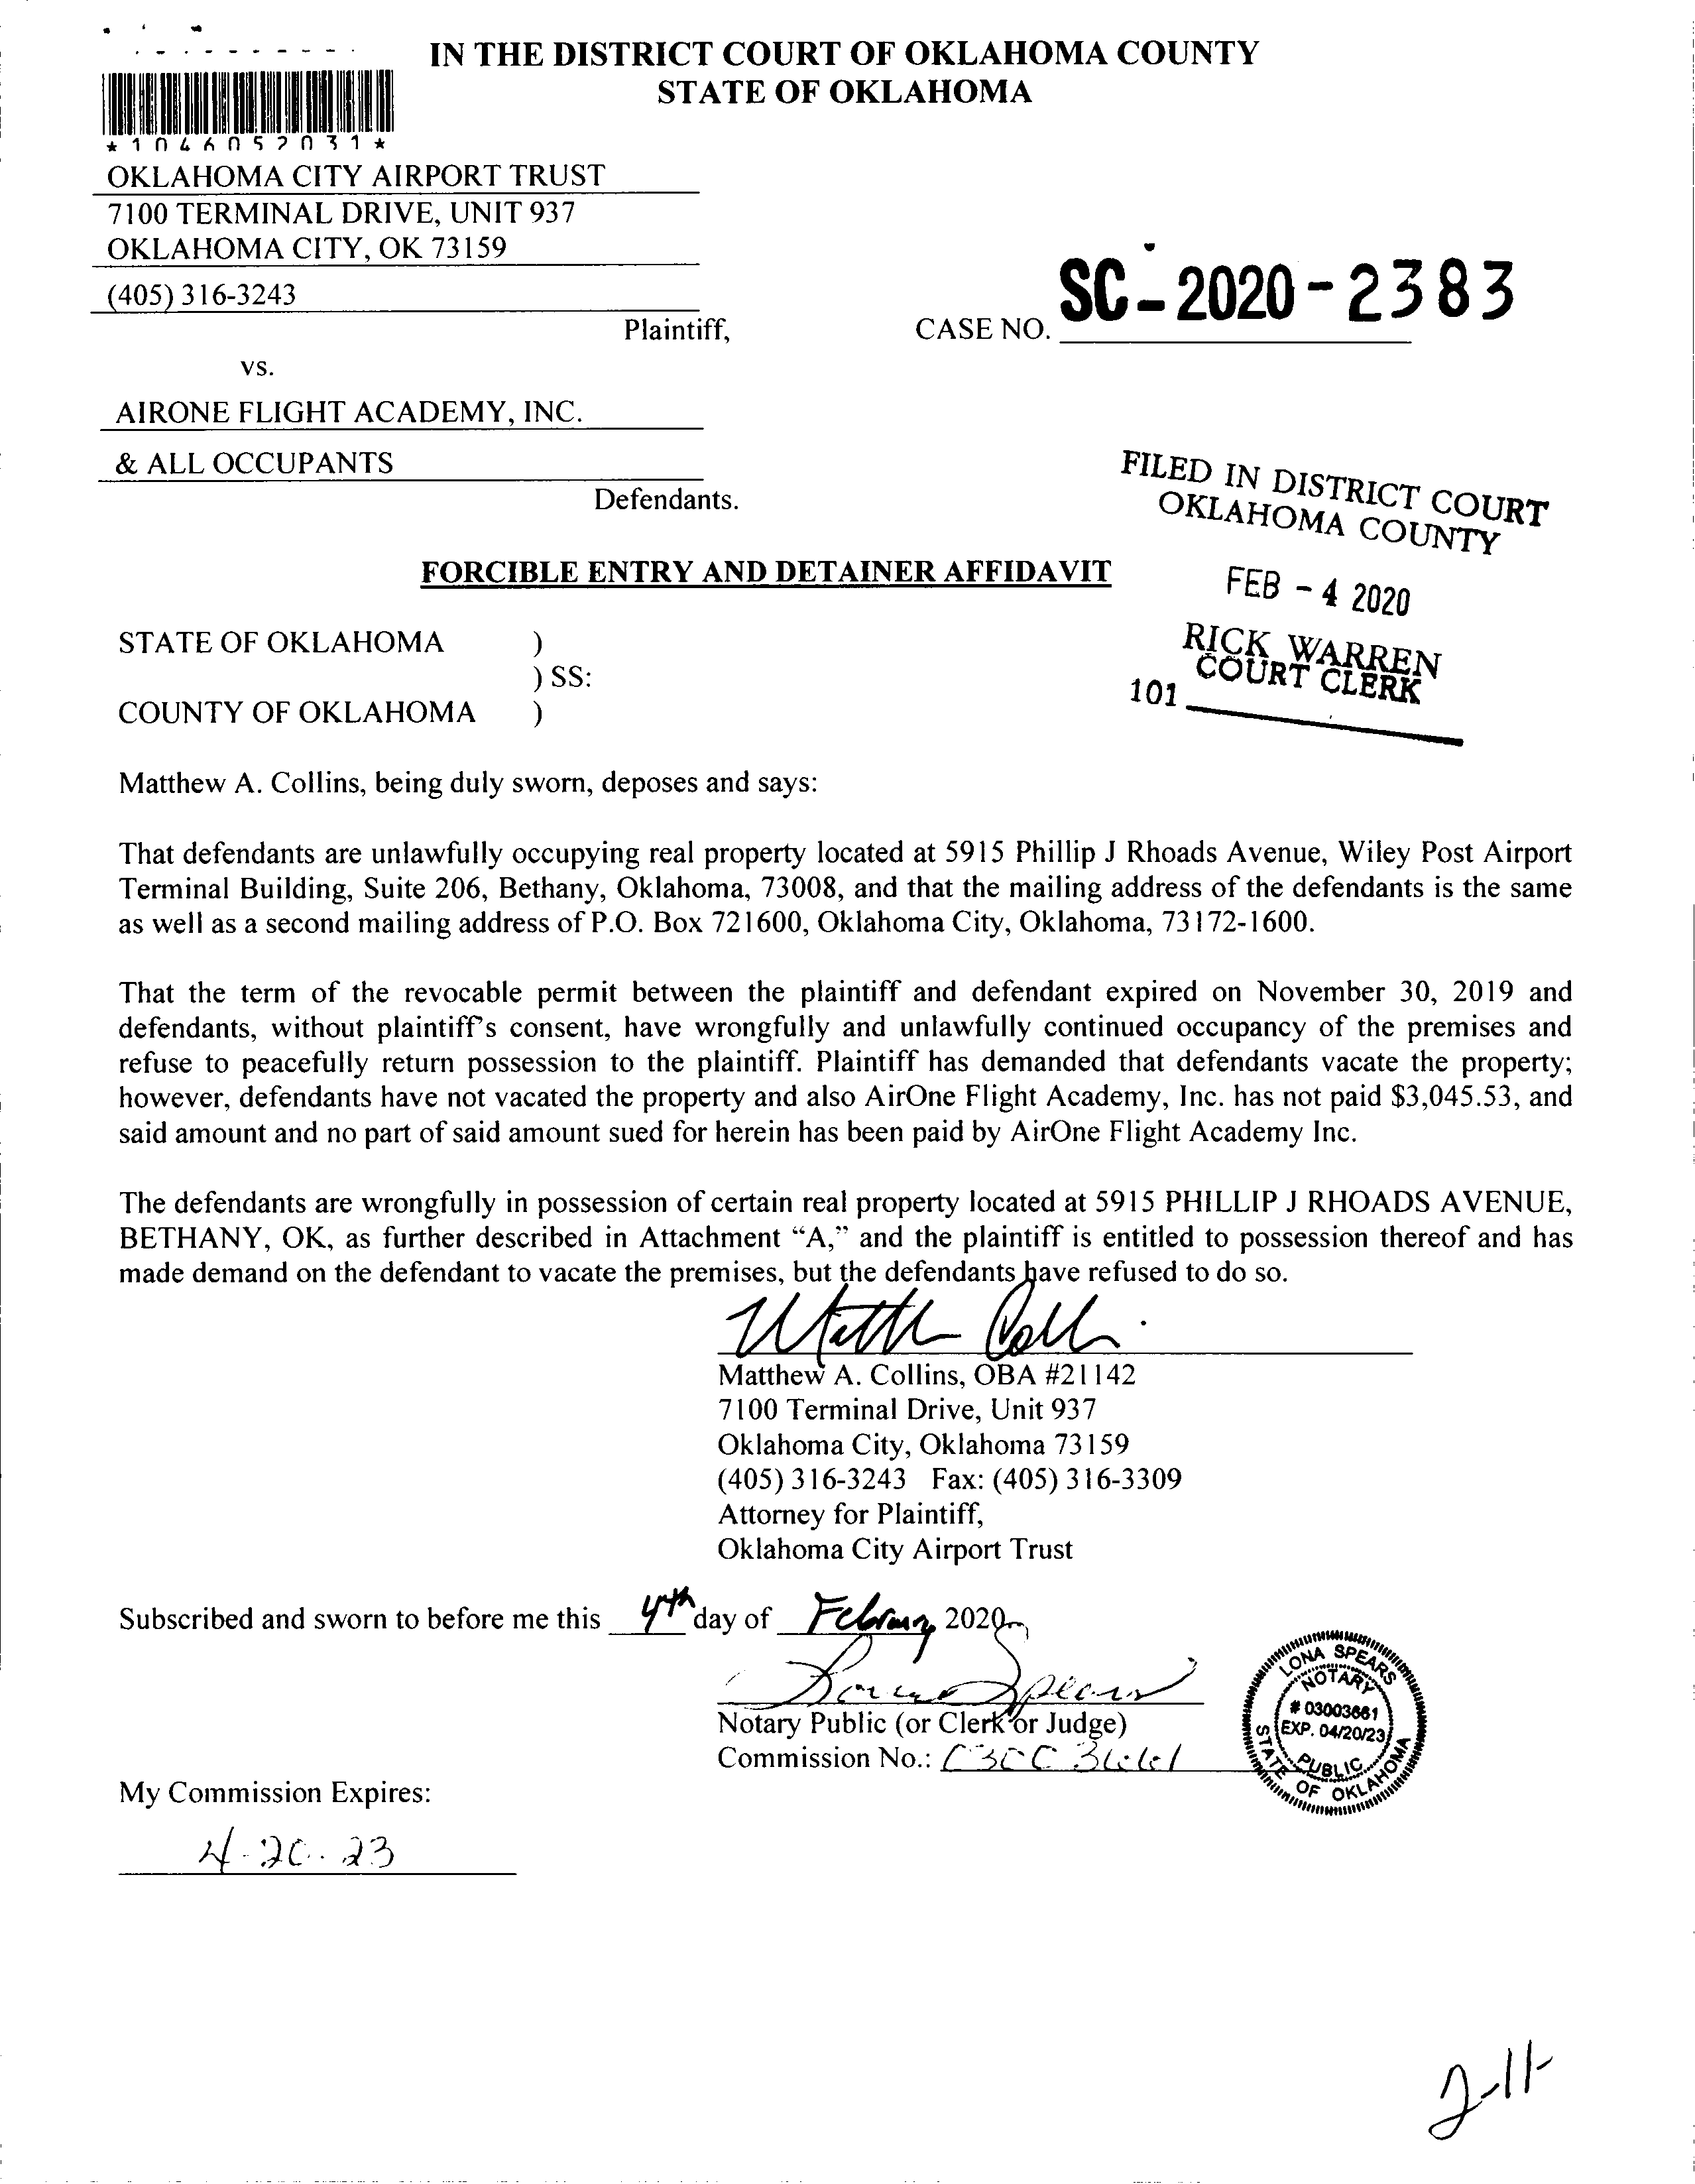 IN THE DISTRICT COURT OF OKLAHOMA COUNTY
STATE OF OKLAHOMA
*1046052031*
OKLAHOMA CITY AIRPORT TRUST
7100 TERMINAL DRIVE, UNIT 937
OKLAHOMA CITY, OK 73159
(405) 316-3243
Plaintiff,
CASE NO. SC-2020-2383
vs.
AIRONE FLIGHT ACADEMY, INC.
& ALL OCCUPANTS
Defendants.
FILED IN DISTRICT COURT
OKLAHOMA COUNTY
FEB - 4 2020
RICK WARREN
COURT CLERK
101
FORCIBLE ENTRY AND DETAINER AFFIDAVIT
STATE OF OKLAHOMA )
) SS:
COUNTY OF OKLAHOMA )
Matthew A. Collins, being duly sworn, deposes and says:
That defendants are unlawfully occupying real property located at 5915 Phillip J Rhoads Avenue, Wiley Post Airport
Terminal Building, Suite 206, Bethany, Oklahoma, 73008, and that the mailing address of the defendants is the same
as well as a second mailing address of P.O. Box 721600, Oklahoma City, Oklahoma, 73172-1600.
That the term of the revocable permit between the plaintiff and defendant expired on November 30, 2019 and
defendants, without plaintiff's consent, have wrongfully and unlawfully continued occupancy of the premises and
refuse to peacefully return possession to the plaintiff. Plaintiff has demanded that defendants vacate the property;
however, defendants have not vacated the property and also AirOne Flight Academy, Inc. has not paid $3,045.53, and
said amount and no part of said amount sued for herein has been paid by AirOne Flight Academy Inc.
The defendants are wrongfully in possession of certain real property located at 5915 PHILLIP J RHOADS AVENUE,
BETHANY, OK, as further described in Attachment “A,” and the plaintiff is entitled to possession thereof and has
made demand on the defendant to vacate the premises, but the defendants have refused to do so.
Matthew A. Collins, OBA #21142
7100 Terminal Drive, Unit 937
Oklahoma City, Oklahoma 73159
(405) 316-3243 Fax: (405) 316-3309
Attorney for Plaintiff,
Oklahoma City Airport Trust
Subscribed and sworn to before me this 4th day of February 2020
Lona Spears
Notary Public (or Clerk or Judge)
Commission No.: 03003661
LONA SPEARS
NOTARY
# 03003661
EXP. 04/20/23
PUBLIC
STATE OF OKLAHOMA
My Commission Expires:
4-20-23
2-11-